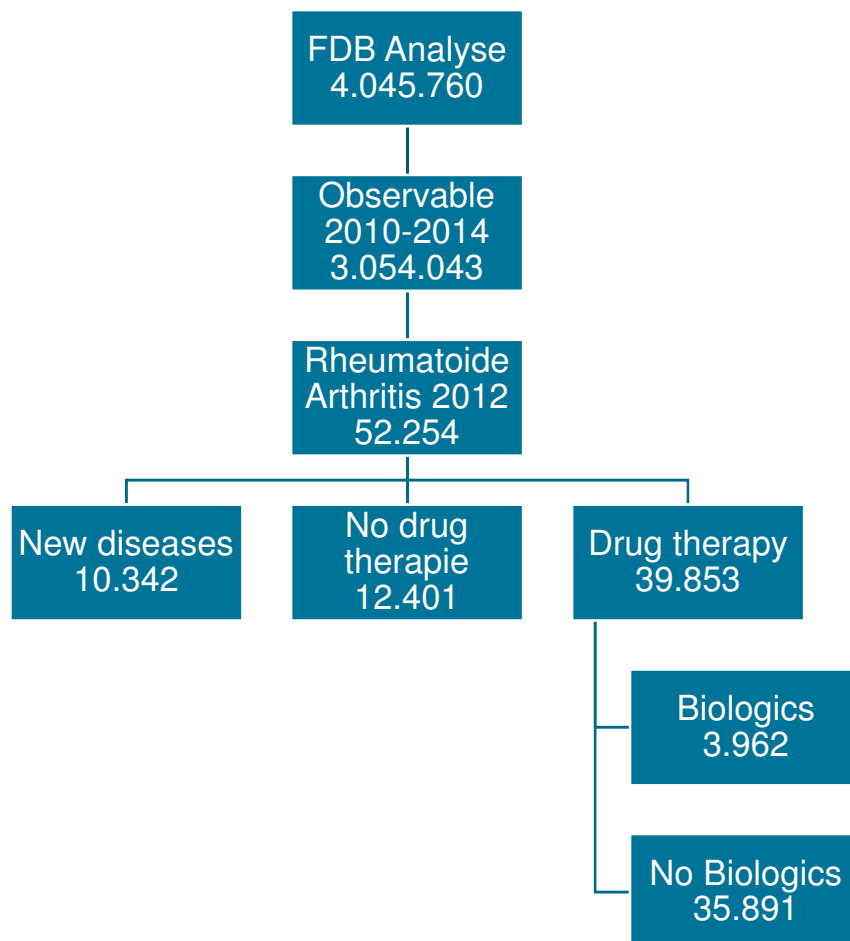 FDB Analyse
4.045.760
Observable
2010-2014
3.054.043
Rheumatoide
Arthritis 2012
52.254
New diseases
10.342
No drug
therapie
12.401
Drug therapy
39.853
Biologics
3.962
No Biologics
35.891